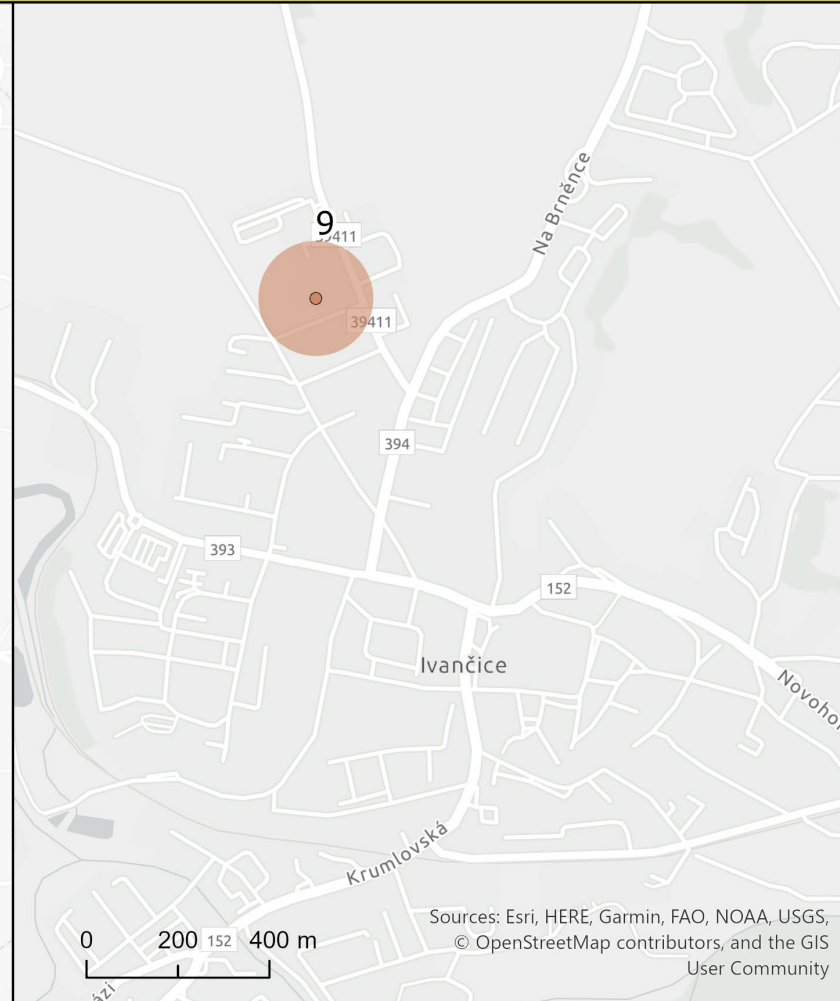 Na Brněnce
9
39411
39411
394
393
152
Ivančice
Krumlovská
Sources: Esri, HERE, Garmin, FAO, NOAA, USGS,
© OpenStreetMap contributors, and the GIS
User Community
0 200 400 m
152